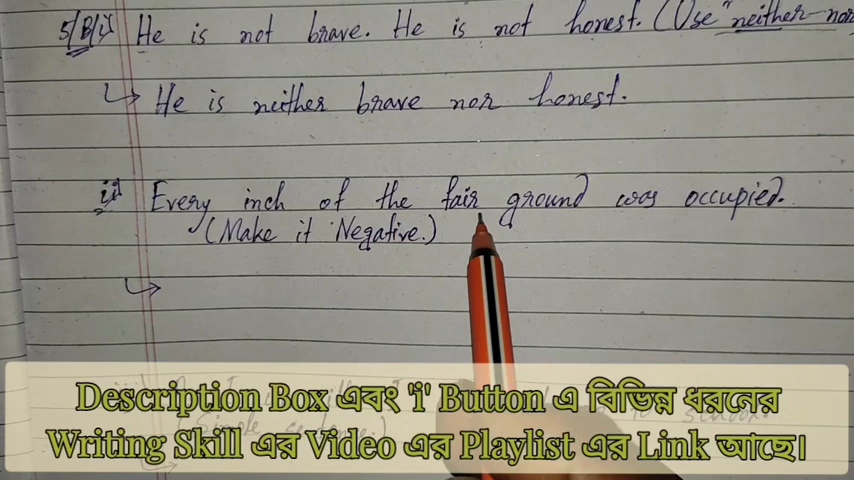 5/B/i) He is not brave. He is not honest. (Use "neither-nor
He is neither brave nor honest.
ii) Every inch of the fair ground was occupied.
(Make it Negative.)
Description Box এবং 'i' Button এ বিভিন্ন ধরনের
Writing Skill এর Video এর Playlist এর Link আছে।